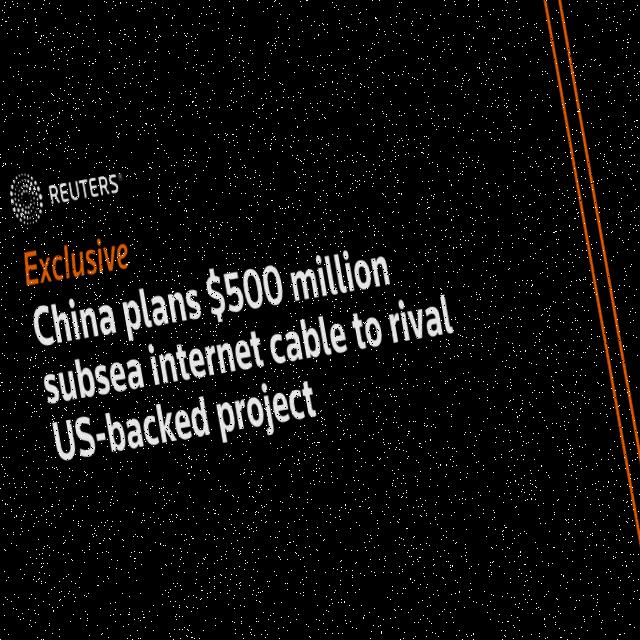 REUTERS
Exclusive
China plans $500 million
subsea internet cable to rival
US-backed project